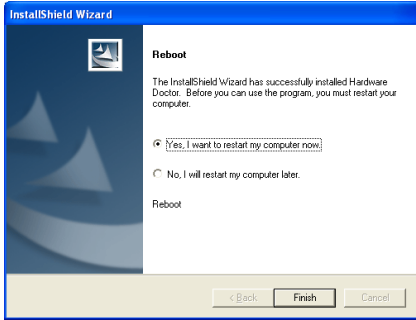 InstallShield Wizard
Reboot
The InstallShield Wizard has successfully installed Hardware
Doctor. Before you can use the program, you must restart your
computer.
Yes, I want to restart my computer now.
No, I will restart my computer later.
Reboot
< Back Finish Cancel